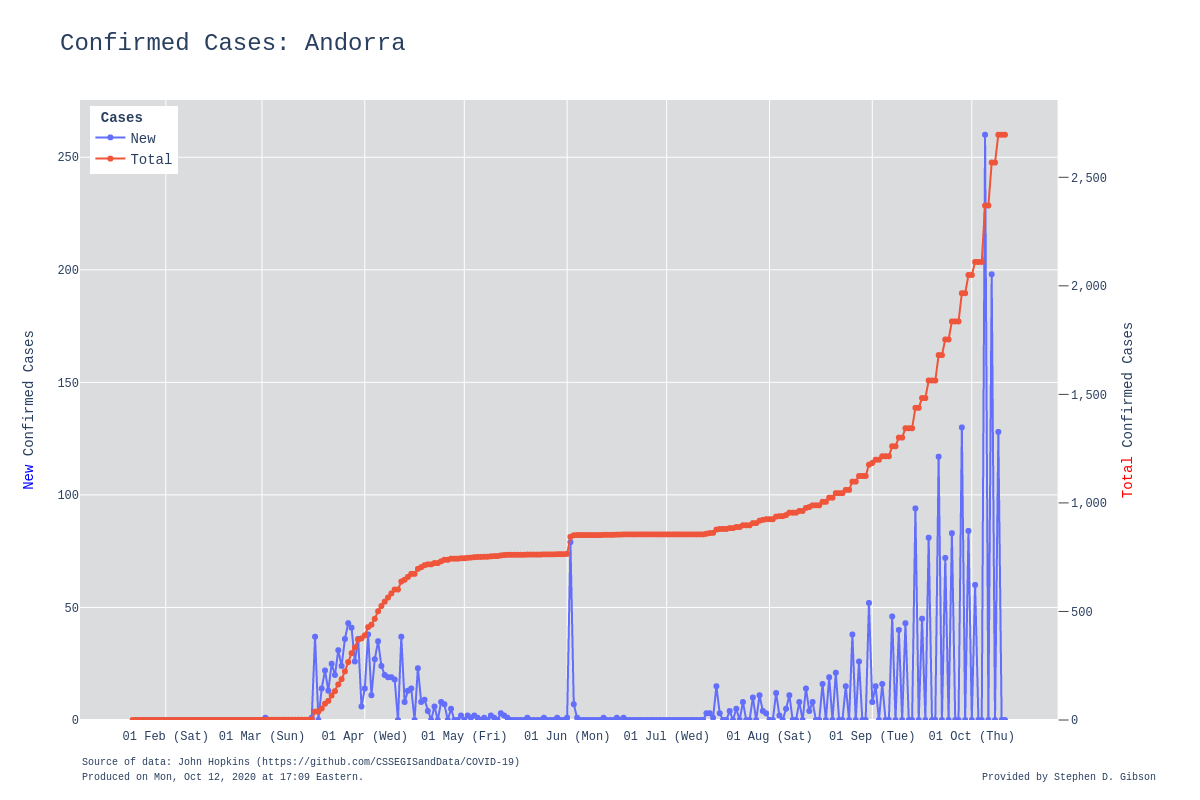 Confirmed Cases: Andorra
Cases
New
Total
250
200
150
100
50
0
2,500
2,000
1,500
1,000
500
0
New Confirmed Cases
Total Confirmed Cases
01 Feb (Sat) 01 Mar (Sun) 01 Apr (Wed) 01 May (Fri) 01 Jun (Mon) 01 Jul (Wed) 01 Aug (Sat) 01 Sep (Tue) 01 Oct (Thu)
Source of data: John Hopkins (https://github.com/CSSEGISandData/COVID-19)
Produced on Mon, Oct 12, 2020 at 17:09 Eastern.
Provided by Stephen D. Gibson